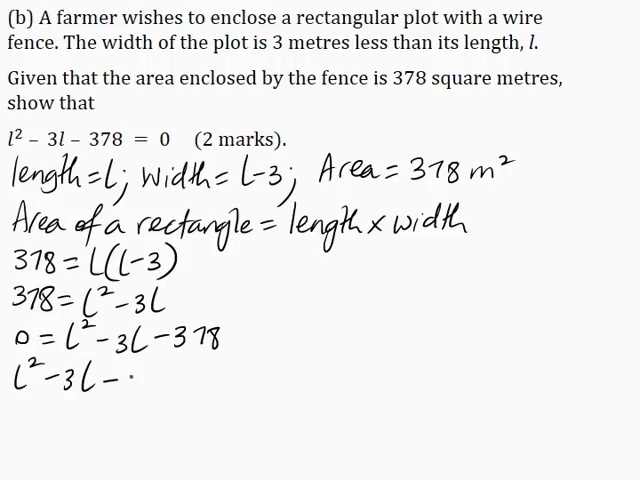 (b) A farmer wishes to enclose a rectangular plot with a wire
fence. The width of the plot is 3 metres less than its length, l.
Given that the area enclosed by the fence is 378 square metres,
show that
l² – 3l – 378 = 0 (2 marks).
length = l; width = l-3; Area = 378 m²
Area of a rectangle = length x width
378 = l(l-3)
378 = l² - 3l
0 = l² - 3l - 378
l² - 3l -